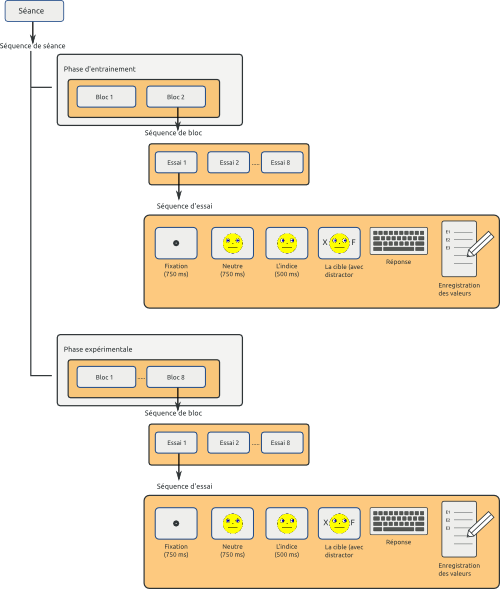 Séance
Séquence de séance
Phase d'entrainement
Bloc 1
Bloc 2
Séquence de bloc
Essai 1
Essai 2
....
Essai 8
Séquence d'essai
X
F
E1
E2
E3
Fixation
(750 ms)
Neutre
(750 ms)
L'indice
(500 ms)
La cible (avec
distractor
Réponse
Enregistration
des valeurs
Phase expérimentale
Bloc 1
....
Bloc 8
Séquence de bloc
Essai 1
Essai 2
....
Essai 8
Séquence d'essai
X
F
E1
E2
E3
Fixation
(750 ms)
Neutre
(750 ms)
L'indice
(500 ms)
La cible (avec
distractor
Réponse
Enregistration
des valeurs